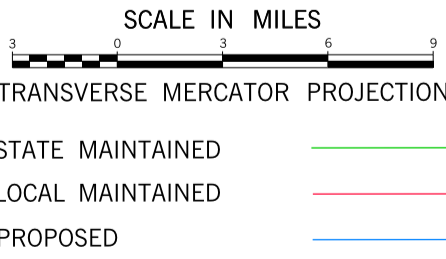 SCALE IN MILES
3 0 3 6 9
TRANSVERSE MERCATOR PROJECTION
STATE MAINTAINED
LOCAL MAINTAINED
PROPOSED